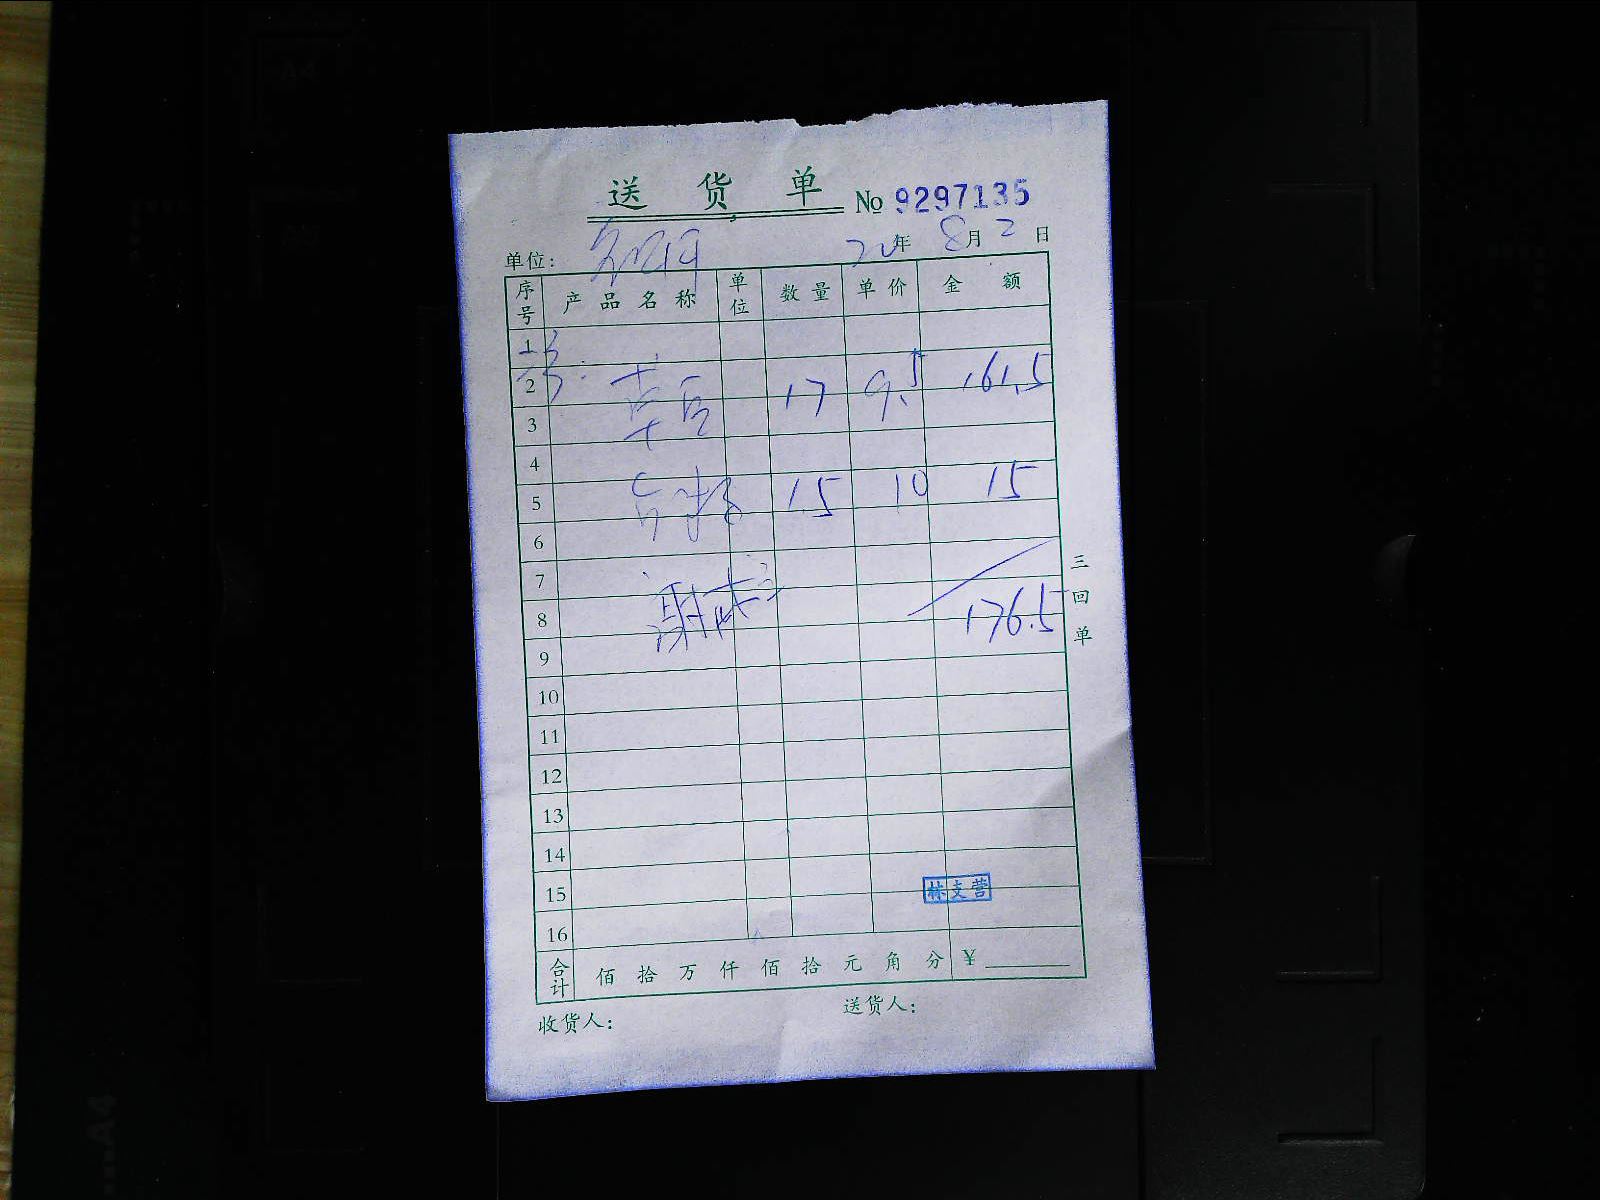 送货单 No 9297135
单位: 20年 8月 2日
序号 产品名称 单位 数量 单价 金额
1
2 17 9.5 161.5
3
4
5 1.5 10 15
6
7
8 谢 176.5
9
10
11
12
13
14
15 林支营
16
合计 佰 拾 万 仟 佰 拾 元 角 分 ¥
收货人: 送货人:
三回单
A4